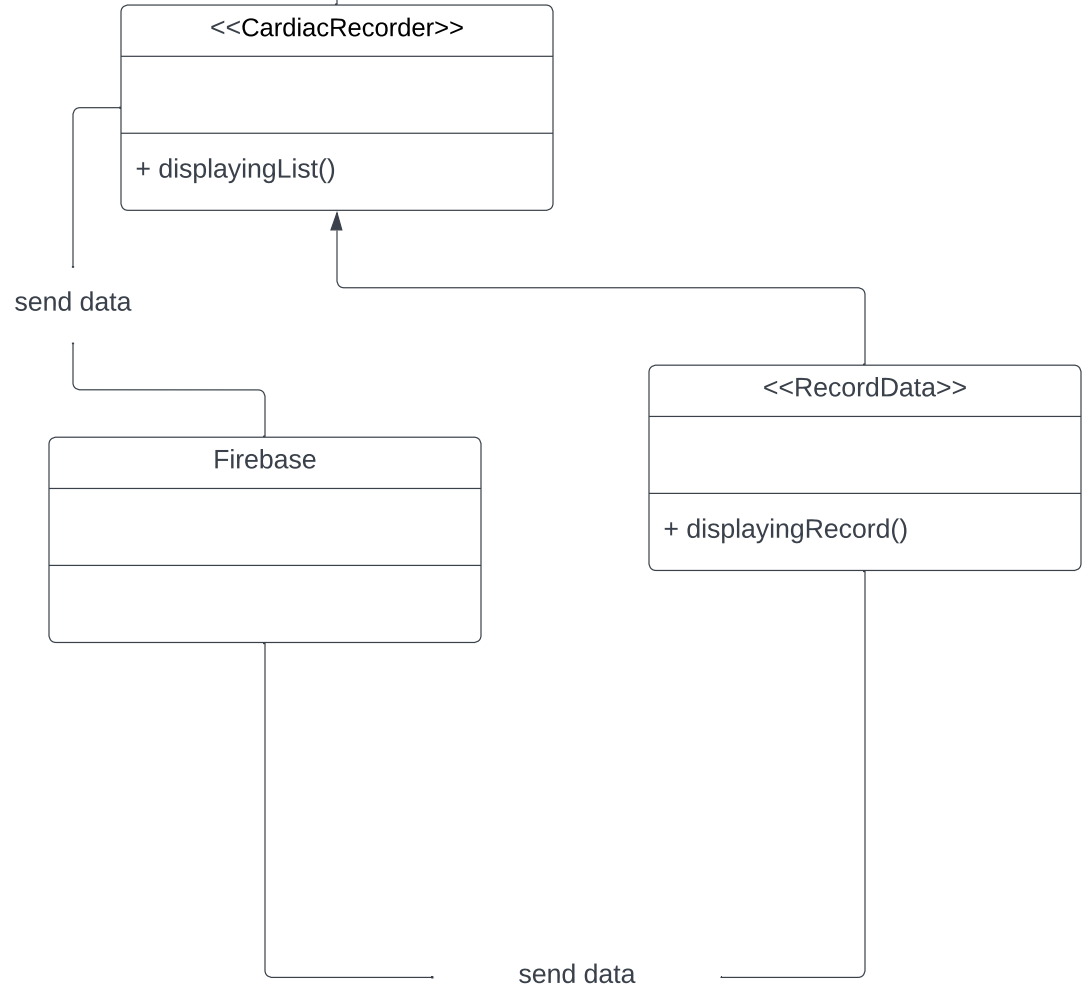 <<CardiacRecorder>>
+ displayingList()
send data
<<RecordData>>
Firebase
+ displayingRecord()
send data